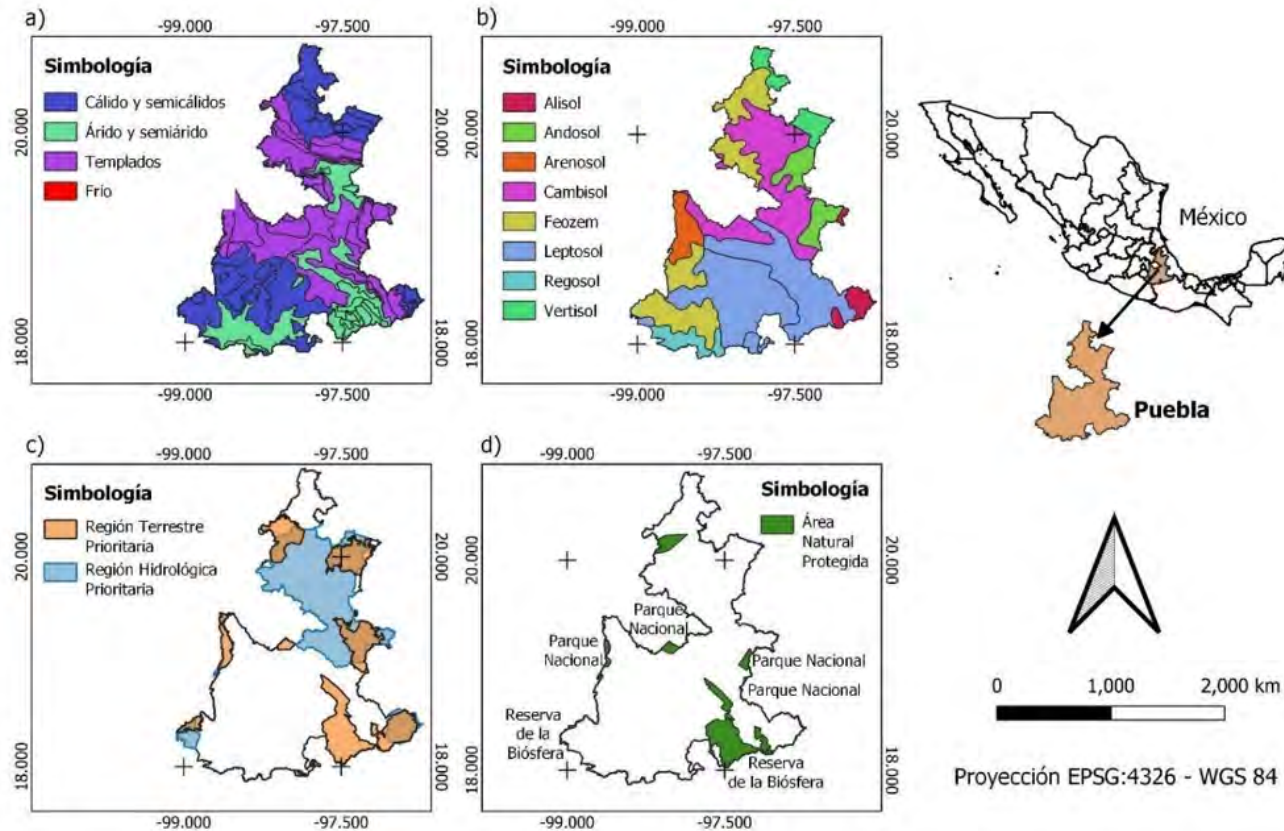 a)
-99.000
-97.500
Simbología
Cálido y semicálidos
Árido y semiárido
Templados
Frío
20.000
18.000
20.000
18.000
-99.000
-97.500
b)
-99.000
-97.500
Simbología
Alisol
Andosol
Arenosol
Cambisol
Feozem
Leptosol
Regosol
Vertisol
20.000
18.000
20.000
18.000
-99.000
-97.500
México
Puebla
c)
-99.000
-97.500
Simbología
Región Terrestre
Prioritaria
Región Hidrológica
Prioritaria
20.000
18.000
20.000
18.000
-99.000
-97.500
d)
-99.000
-97.500
Simbología
Área
Natural
Protegida
Parque
Nacional
Parque
Nacional
Parque Nacional
Parque Nacional
Reserva
de la
Biósfera
Reserva
de la Biósfera
20.000
18.000
20.000
18.000
-99.000
-97.500
0 1,000 2,000 km
Proyección EPSG:4326 - WGS 84